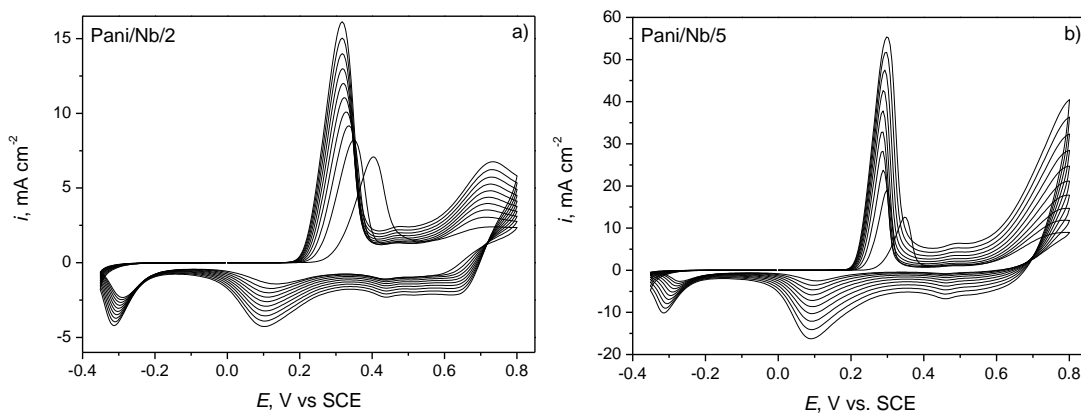 Pani/Nb/2
a)
15
10
5
0
-5
i, mA cm-2
-0.4 -0.2 0.0 0.2 0.4 0.6 0.8
E, V vs SCE
Pani/Nb/5
b)
60
50
40
30
20
10
0
-10
-20
i, mA cm-2
-0.4 -0.2 0.0 0.2 0.4 0.6 0.8
E, V vs. SCE